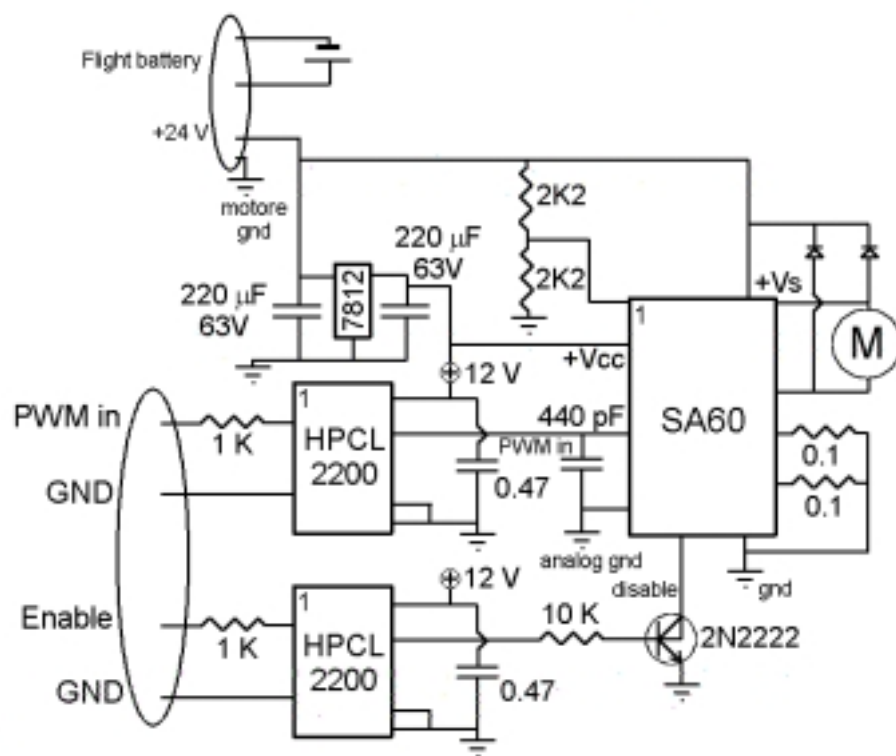 Flight battery
+24 V
motore
gnd
220 µF
63V
7812
220 µF
63V
2K2
2K2
+Vs
M
1
+Vcc
SA60
12 V
PWM in
1 K
1
HPCL
2200
440 pF
PWM in
0.47
0.1
0.1
GND
analog gnd
disable
gnd
12 V
Enable
1 K
1
HPCL
2200
10 K
2N2222
0.47
GND